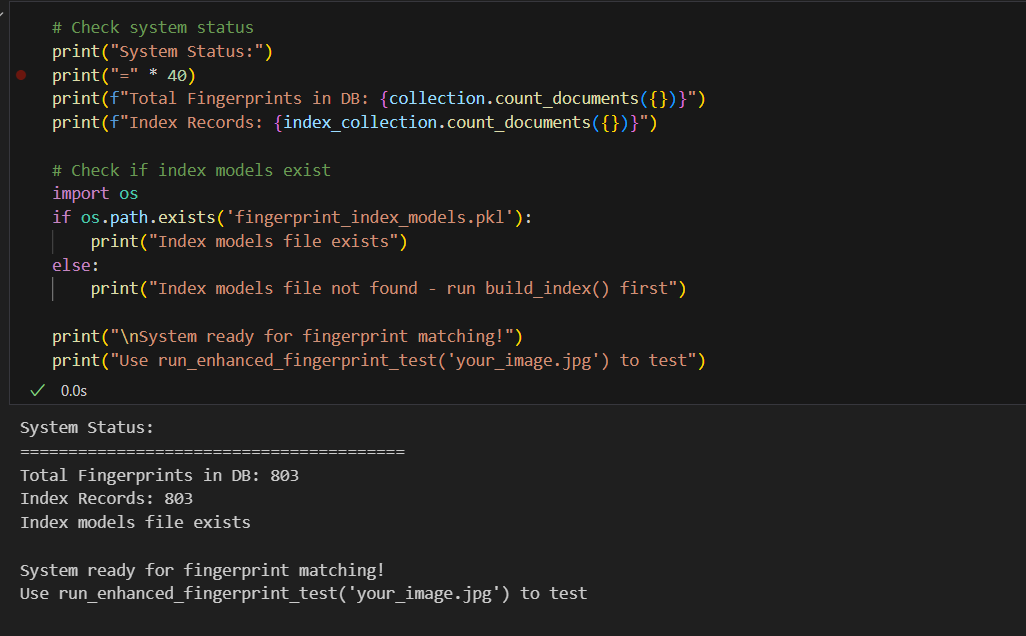 # Check system status
print("System Status:")
print("=" * 40)
print(f"Total Fingerprints in DB: {collection.count_documents({})}")
print(f"Index Records: {index_collection.count_documents({})}")
# Check if index models exist
import os
if os.path.exists('fingerprint_index_models.pkl'):
    print("Index models file exists")
else:
    print("Index models file not found - run build_index() first")
print("\nSystem ready for fingerprint matching!")
print("Use run_enhanced_fingerprint_test('your_image.jpg') to test")
0.0s
System Status:
========================================
Total Fingerprints in DB: 803
Index Records: 803
Index models file exists
System ready for fingerprint matching!
Use run_enhanced_fingerprint_test('your_image.jpg') to test